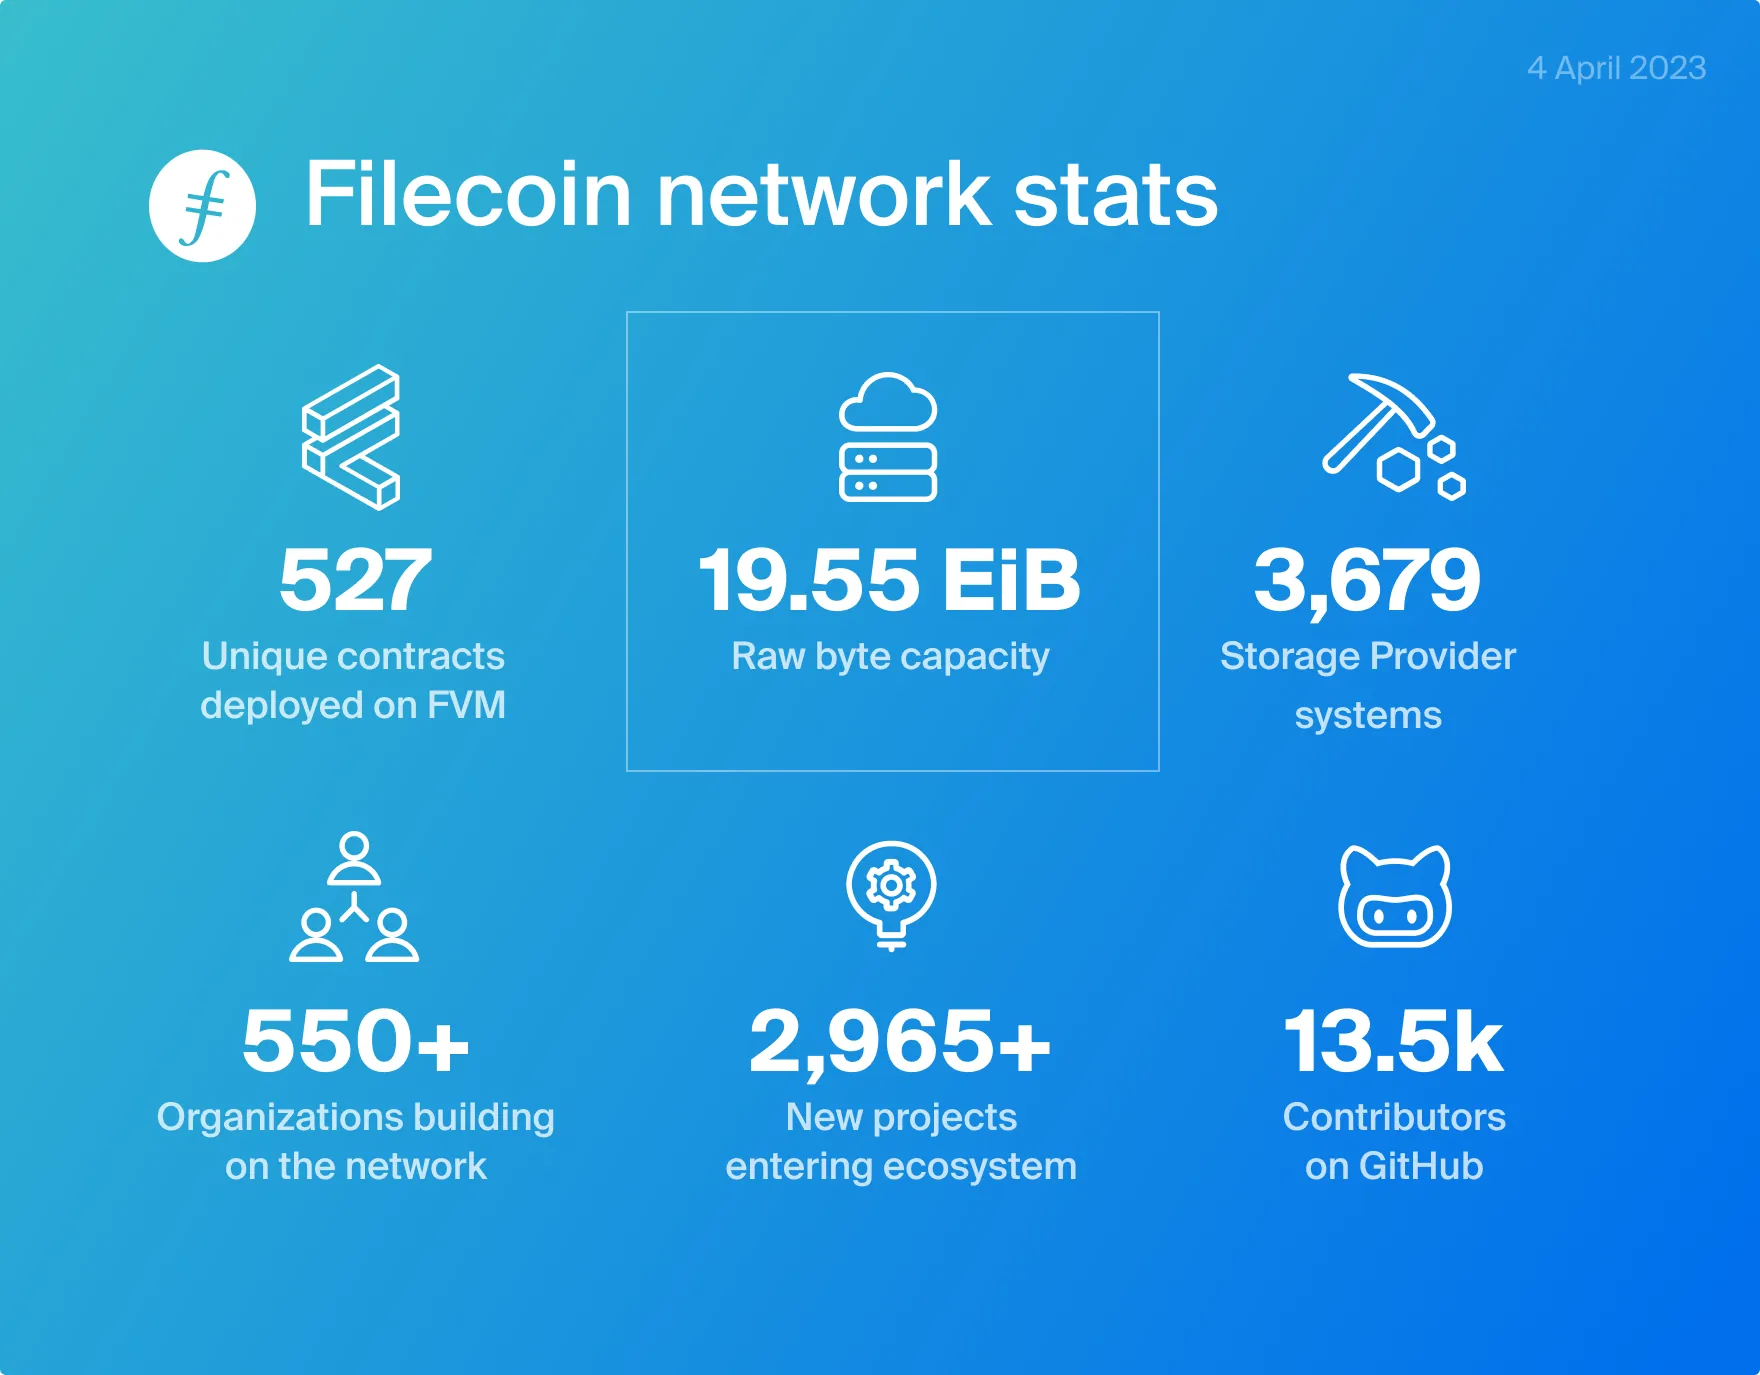 4 April 2023
Filecoin network stats
527
Unique contracts
deployed on FVM
19.55 EiB
Raw byte capacity
3,679
Storage Provider
systems
550+
Organizations building
on the network
2,965+
New projects
entering ecosystem
13.5k
Contributors
on GitHub